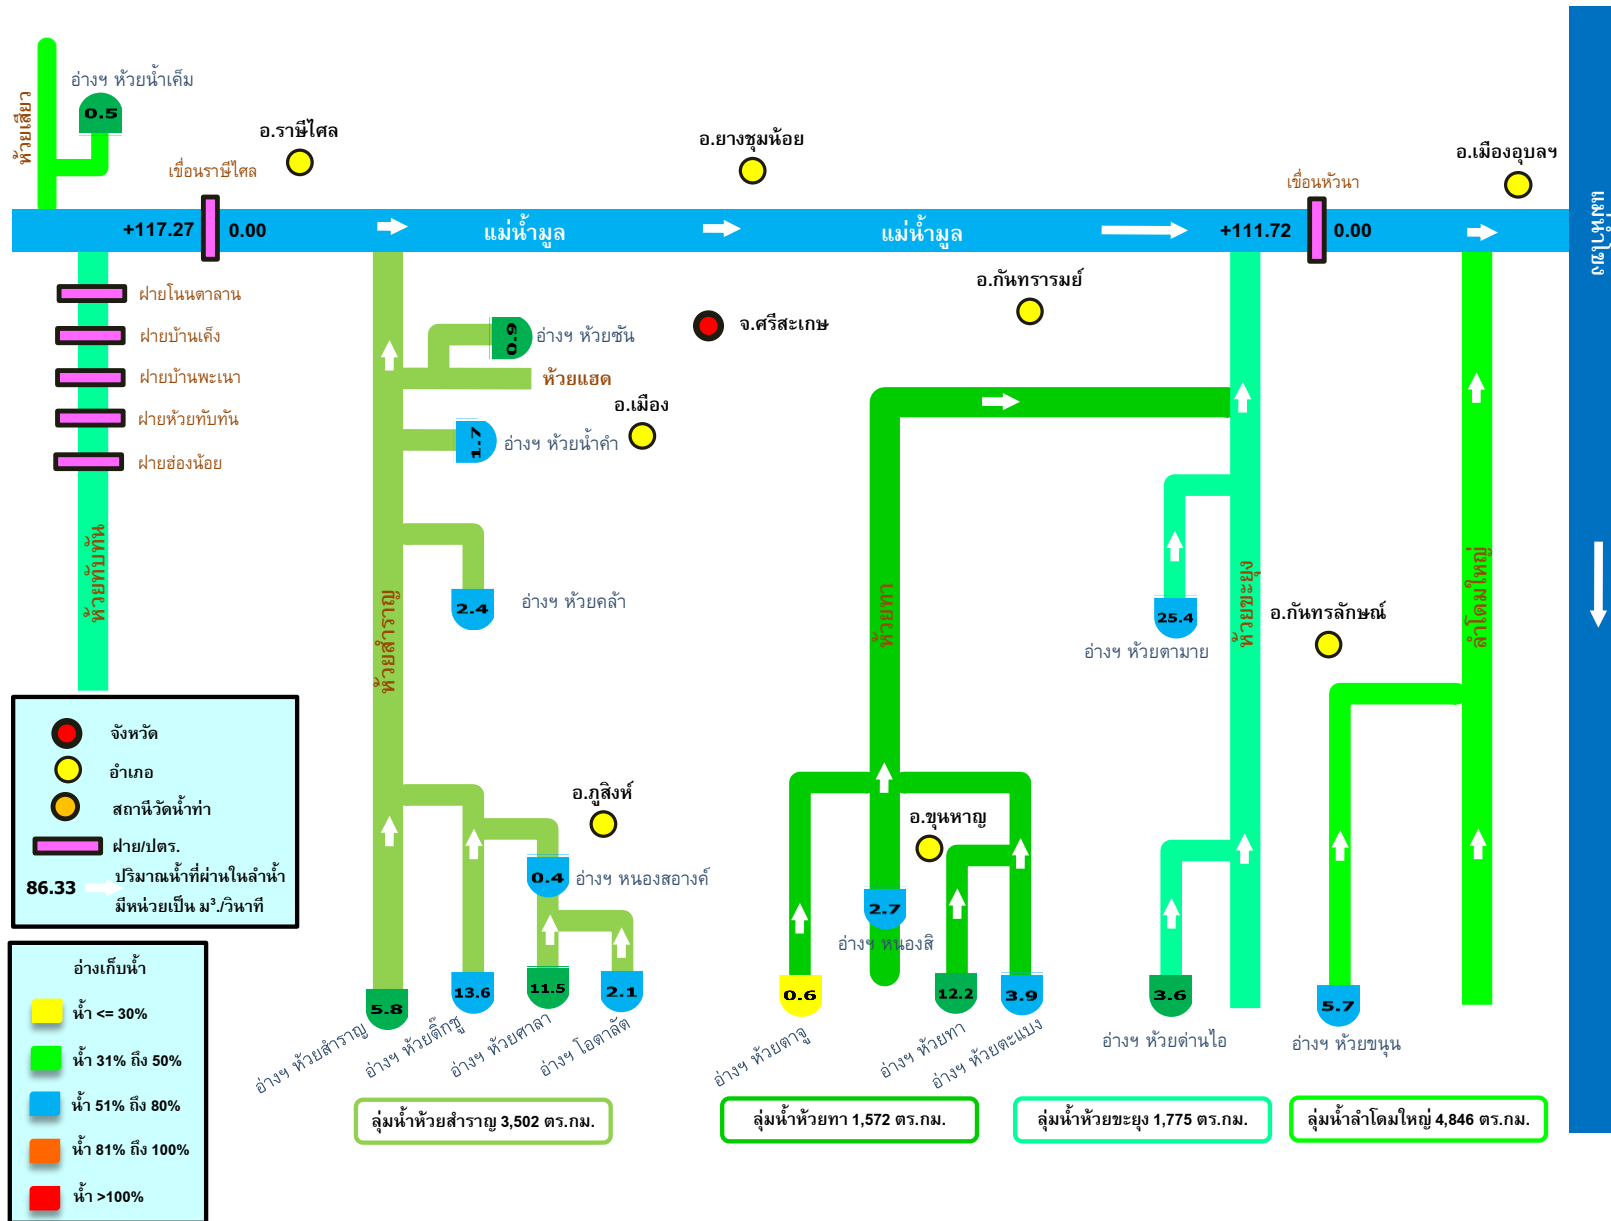 ห้วยเสียว
อ่างฯ ห้วยน้ำเค็ม
0.5
อ.ราษีไศล
เขื่อนราษีไศล
อ.ยางชุมน้อย
อ.เมืองอุบลฯ
เขื่อนหัวนา
แม่น้ำโขง
+117.27
0.00
แม่น้ำมูล
แม่น้ำมูล
+111.72
0.00
ฝายโนนตาลาน
ฝายบ้านเค็ง
ฝายบ้านพะเนา
ฝายห้วยทับทัน
ฝายฮ่องน้อย
ห้วยทับทัน
0.9
อ่างฯ ห้วยซัน
ห้วยแฮด
จ.ศรีสะเกษ
อ.กันทรารมย์
อ.เมือง
1.7
อ่างฯ ห้วยน้ำคำ
2.4
อ่างฯ ห้วยคล้า
ห้วยสำราญ
ห้วยทา
25.4
อ่างฯ ห้วยตามาย
ห้วยขะยุง
อ.กันทรลักษณ์
ลำโดมใหญ่
จังหวัด
อำเภอ
สถานีวัดน้ำท่า
ฝาย/ปตร.
86.33
ปริมาณน้ำที่ผ่านในลำน้ำ
มีหน่วยเป็น ม³./วินาที
อ.ภูสิงห์
0.4
อ่างฯ หนองสอางค์
อ.ขุนหาญ
2.7
อ่างฯ หนองสิ
5.8
13.6
11.5
2.1
0.6
12.2
3.9
3.6
5.7
อ่างฯ ห้วยสำราญ
อ่างฯ ห้วยติ๊กชู
อ่างฯ ห้วยศาลา
อ่างฯ โอตาลัต
อ่างฯ ห้วยตาจู
อ่างฯ ห้วยทา
อ่างฯ ห้วยตะแบง
อ่างฯ ห้วยด่านไอ
อ่างฯ ห้วยขนุน
อ่างเก็บน้ำ
น้ำ <= 30%
น้ำ 31% ถึง 50%
น้ำ 51% ถึง 80%
น้ำ 81% ถึง 100%
น้ำ >100%
ลุ่มน้ำห้วยสำราญ 3,502 ตร.กม.
ลุ่มน้ำห้วยทา 1,572 ตร.กม.
ลุ่มน้ำห้วยขะยุง 1,775 ตร.กม.
ลุ่มน้ำลำโดมใหญ่ 4,846 ตร.กม.